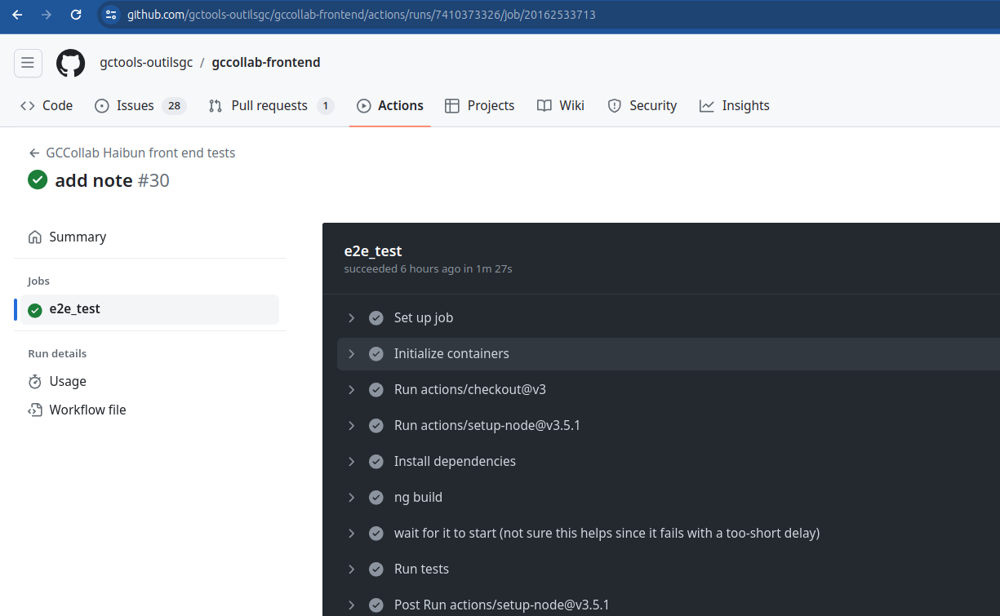 github.com/gctools-outilsgc/gccollab-frontend/actions/runs/7410373326/job/20162533713
gctools-outilsgc / gccollab-frontend
Code Issues 28 Pull requests 1 Actions Projects Wiki Security Insights
GCCollab Haibun front end tests
add note #30
Summary
Jobs
e2e_test
Run details
Usage
Workflow file
e2e_test
succeeded 6 hours ago in 1m 27s
Set up job
Initialize containers
Run actions/checkout@v3
Run actions/setup-node@v3.5.1
Install dependencies
ng build
wait for it to start (not sure this helps since it fails with a too-short delay)
Run tests
Post Run actions/setup-node@v3.5.1